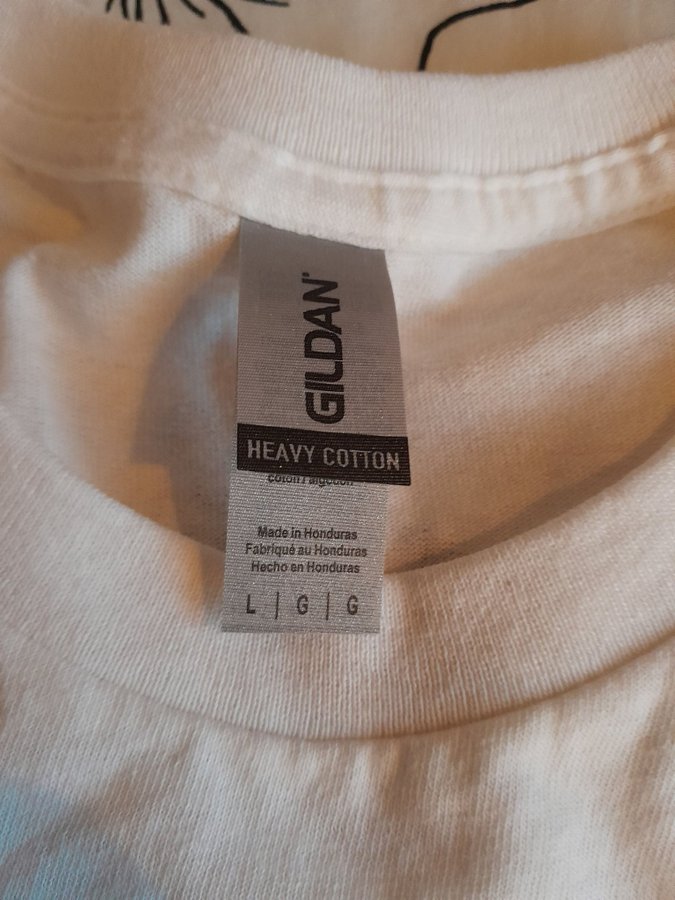 GILDAN®
HEAVY COTTON
Made in Honduras
Fabriqué au Honduras
Hecho en Honduras
L | G | G